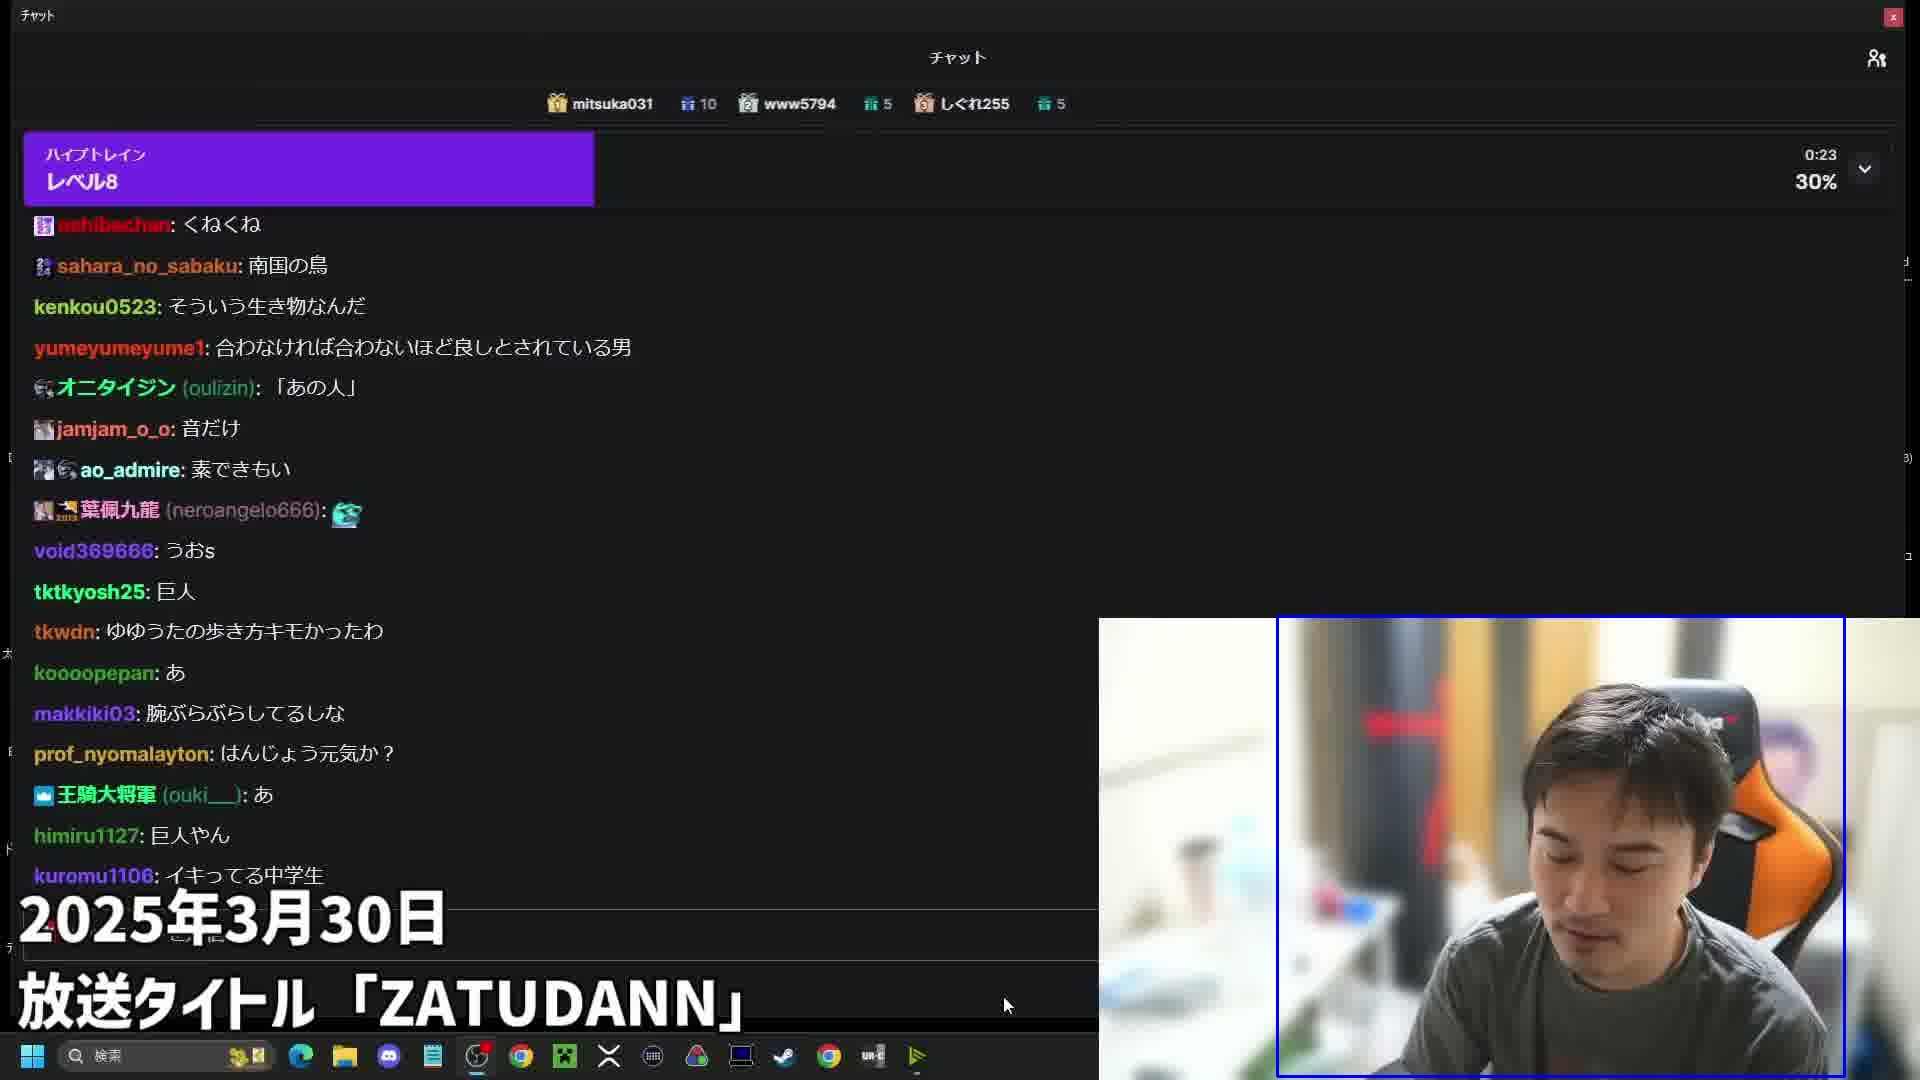 チャット
チャット
mitsuka031 10 www5794 5 しぐれ255 5
ハイプトレイン
レベル8
0:23
30%
oshibachan: くねくね
sahara_no_sabaku: 南国の鳥
kenkou0523: そういう生き物なんだ
yumeyumeyume1: 合わなければ合わないほど良しとされている男
オニタイジン (oulizin): 「あの人」
jamjam_o_o: 音だけ
ao_admire: 素できもい
葉佩九龍 (neroangelo666):
void369666: うおs
tktkyosh25: 巨人
tkwdn: ゆゆうたの歩き方キモかったわ
koooopepan: あ
makkiki03: 腕ぶらぶらしてるしな
prof_nyomalayton: はんじょう元気か？
王騎大将軍 (ouki___): あ
himiru1127: 巨人やん
kuromu1106: イキってる中学生
2025年3月30日
放送タイトル「ZATUDANN」
検索